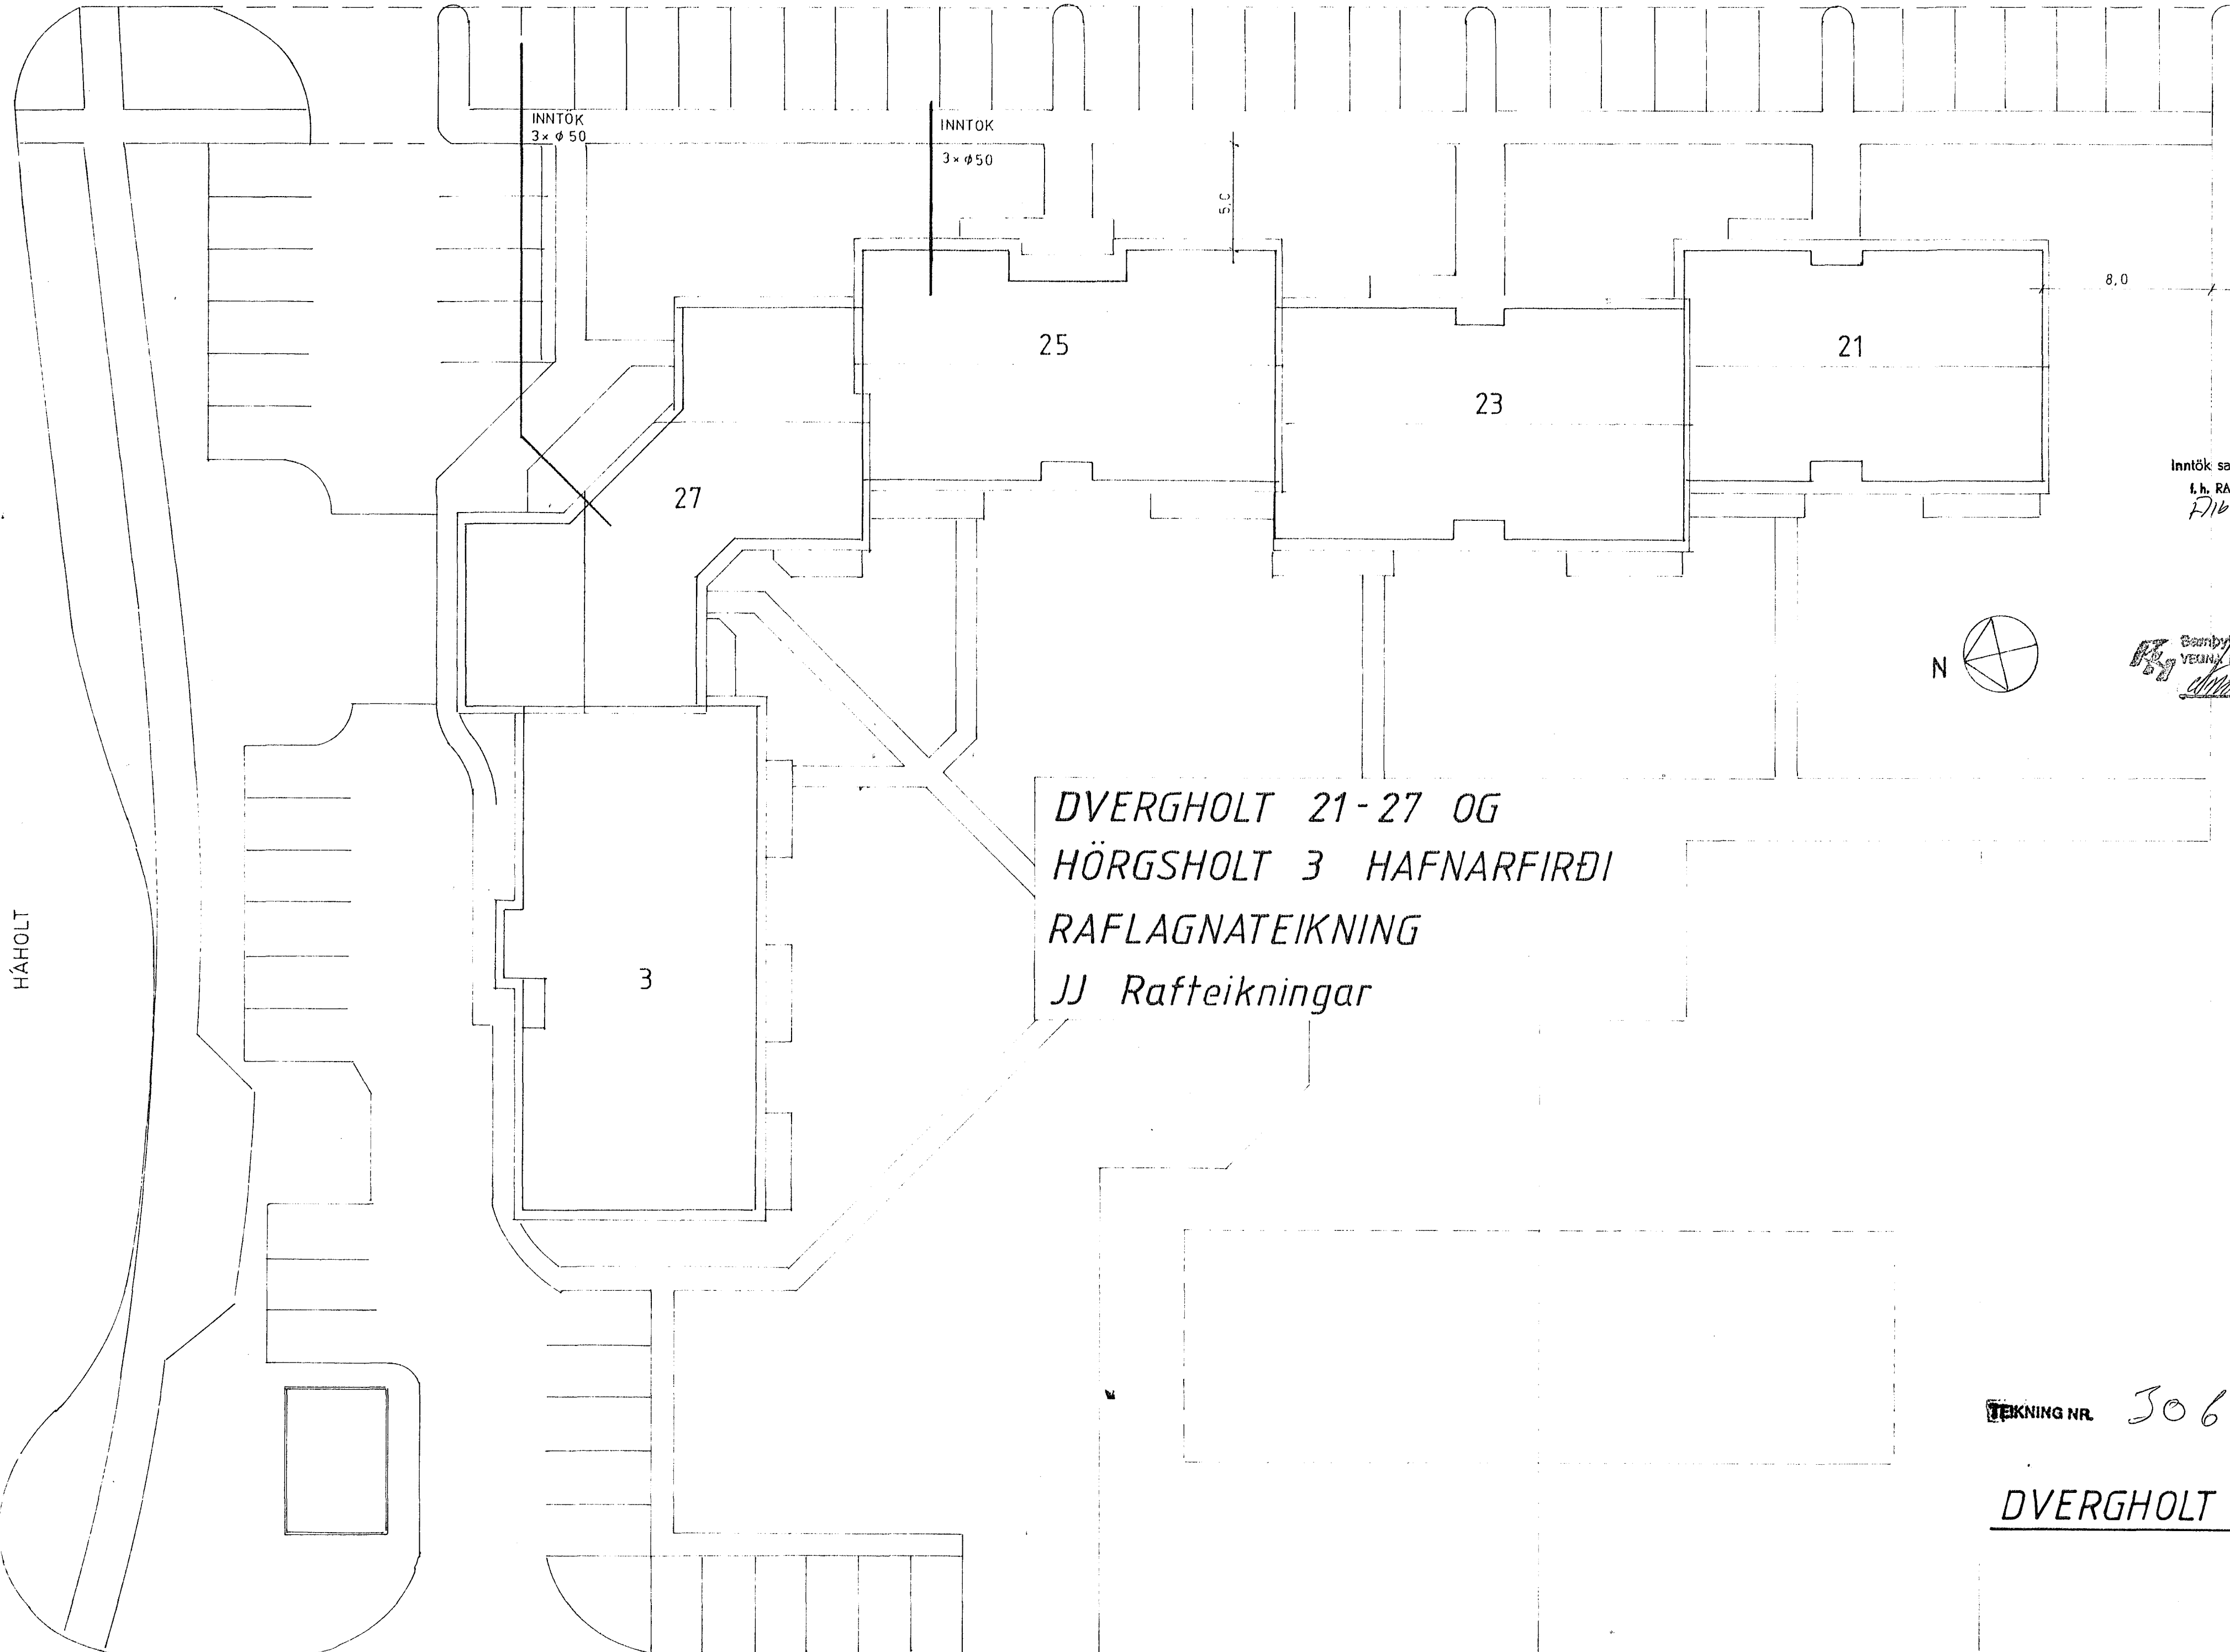 INNTÖK
3× ϕ 50
INNTÖK
3× ϕ50
5,0
8,0
25
21
23
27
Inntök
f.h.
N
DVERGHOLT 21-27 OG
HÖRGSHOLT 3 HAFNARFIRÐI
RAFLAGNATEIKNING
JJ Rafteikningar
HÁHOLT
3
TEIKNING NR. 306
DVERGHOLT